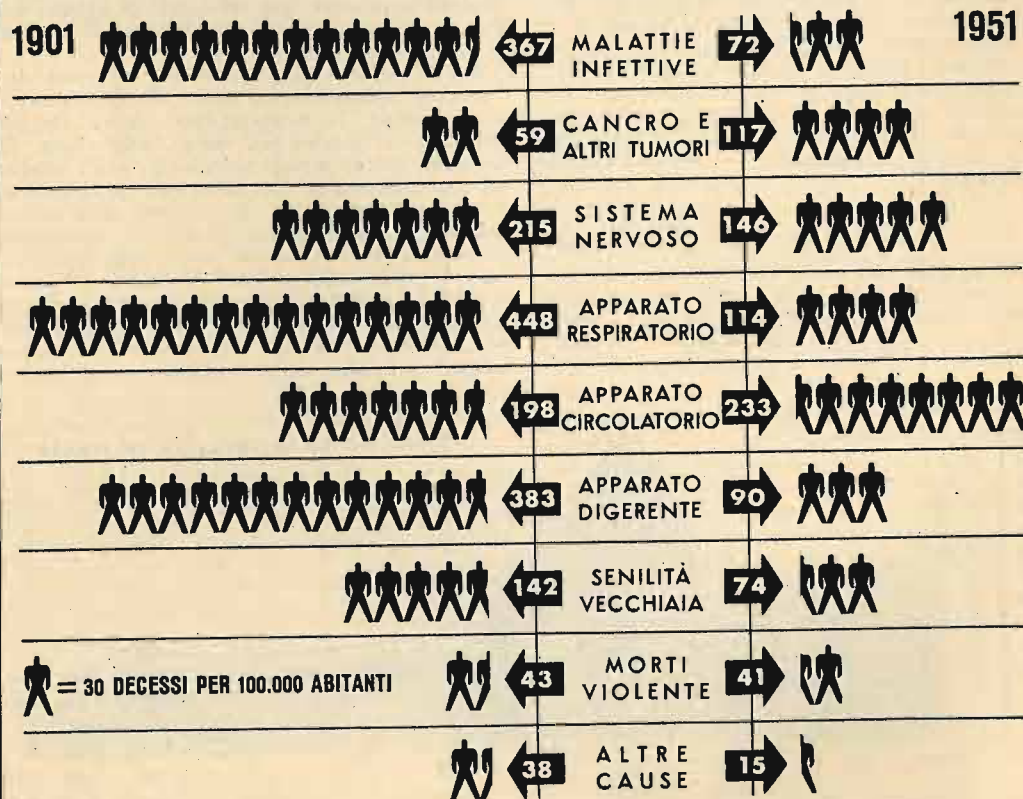 1901
1951
367 MALATTIE INFETTIVE 72
59 CANCRO E ALTRI TUMORI 117
215 SISTEMA NERVOSO 146
448 APPARATO RESPIRATORIO 114
198 APPARATO CIRCOLATORIO 233
383 APPARATO DIGERENTE 90
142 SENILITÀ VECCHIAIA 74
= 30 DECESSI PER 100.000 ABITANTI
43 MORTI VIOLENTE 41
38 ALTRE CAUSE 15